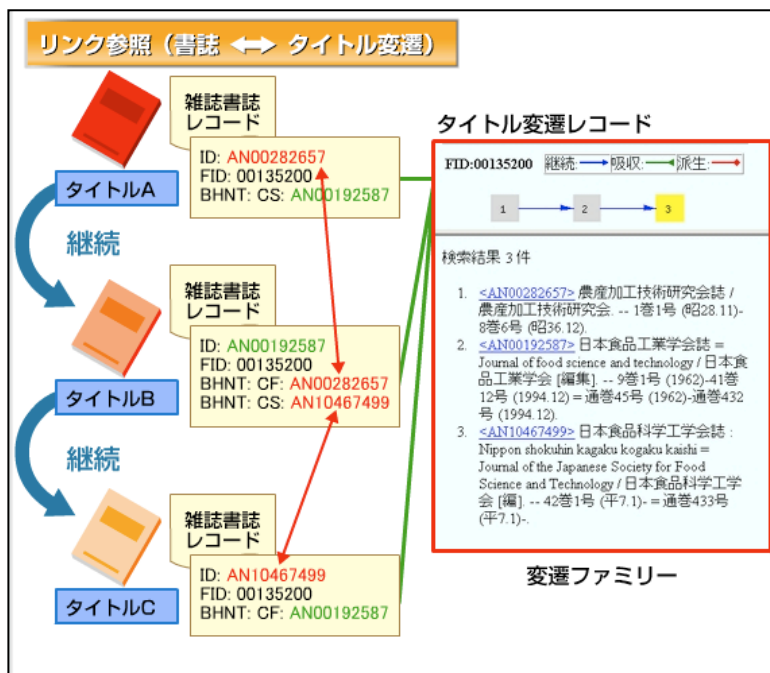 リンク参照（書誌 ⟷ タイトル変遷）
雑誌書誌
レコード
ID: AN00282657
FID: 00135200
BHNT: CS: AN00192587
タイトルA
継続
雑誌書誌
レコード
ID: AN00192587
FID: 00135200
BHNT: CF: AN00282657
BHNT: CS: AN10467499
タイトルB
継続
雑誌書誌
レコード
ID: AN10467499
FID: 00135200
BHNT: CF: AN00192587
タイトルC
タイトル変遷レコード
FID:00135200 継続: 吸収: 派生:
1 2 3
検索結果 3 件
1. <AN00282657> 農産加工技術研究会誌 /
農産加工技術研究会. -- 1巻1号 (昭28.11)-
8巻6号 (昭36.12).
2. <AN00192587> 日本食品工業学会誌 =
Journal of food science and technology / 日本食
品工業学会 [編集]. -- 9巻1号 (1962)-41巻
12号 (1994.12) = 通巻45号 (1962)-通巻432
号 (1994.12).
3. <AN10467499> 日本食品科学工学会誌 :
Nippon shokuhin kagaku kogaku kaishi =
Journal of the Japanese Society for Food
Science and Technology / 日本食品科学工学
会 [編]. -- 42巻1号 (平7.1)- = 通巻433号
(平7.1)-.
変遷ファミリー